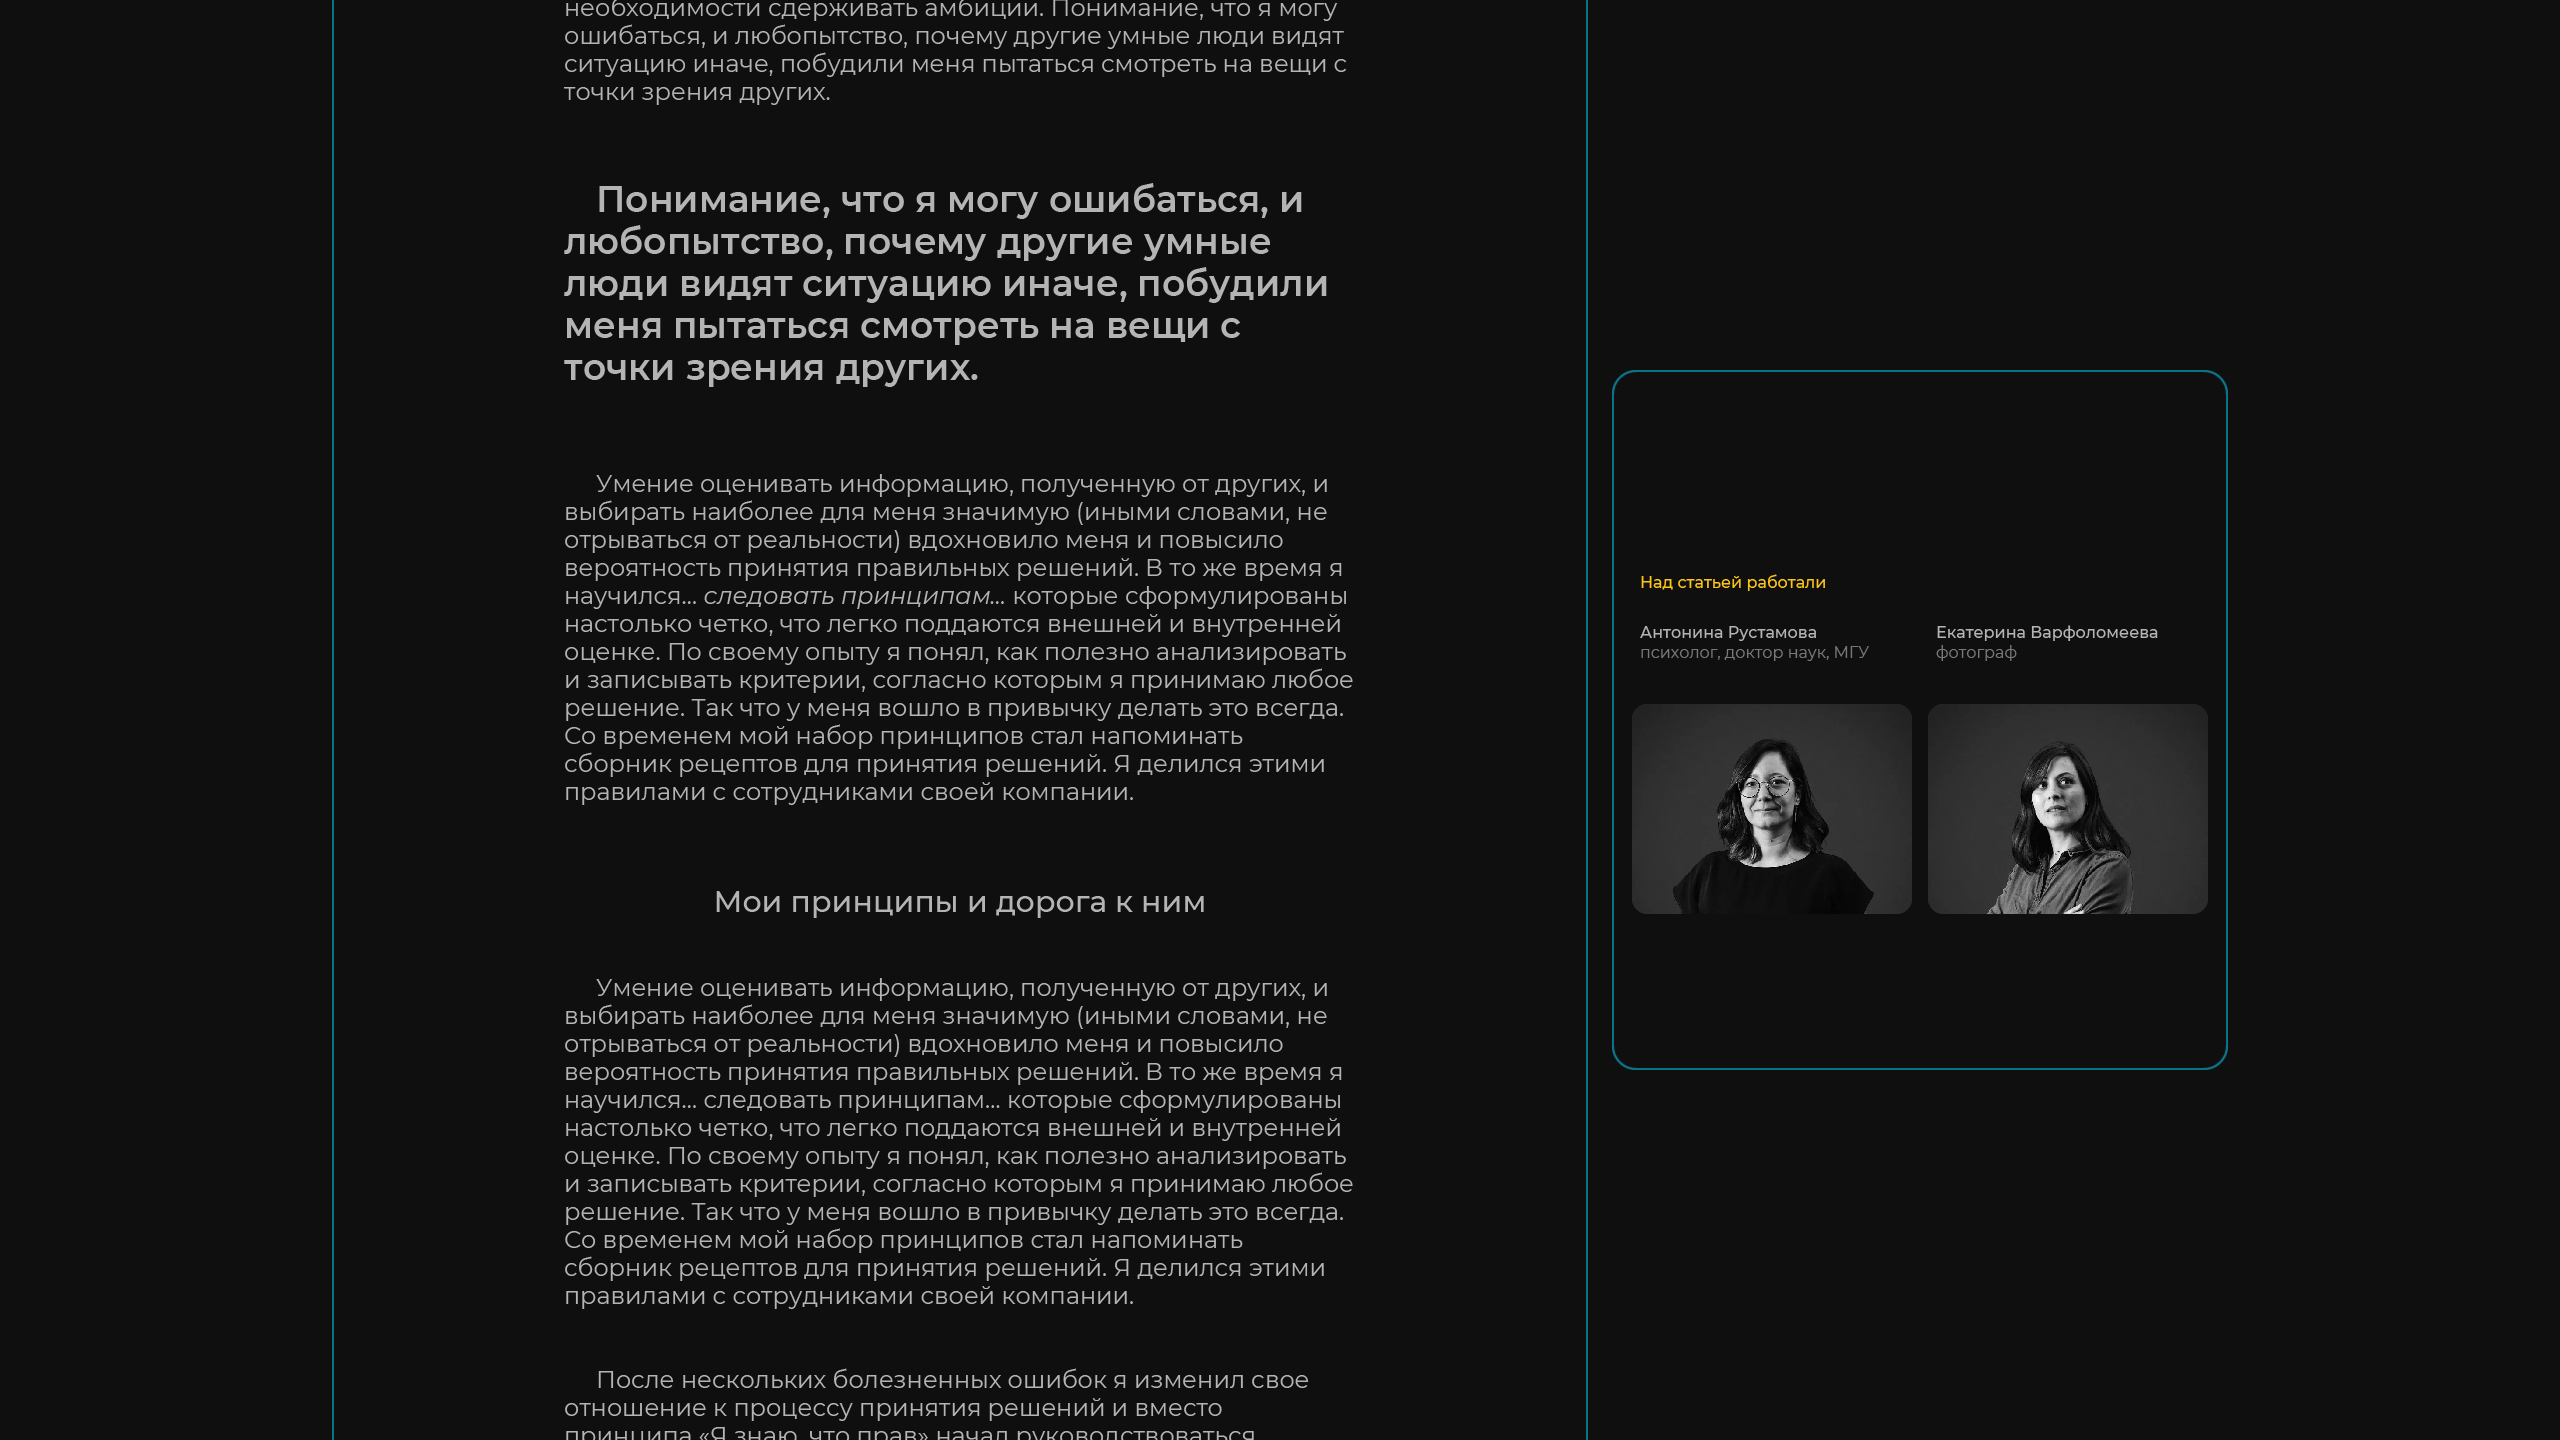 необходимости сдерживать амбиции. Понимание, что я могу
ошибаться, и любопытство, почему другие умные люди видят
ситуацию иначе, побудили меня пытаться смотреть на вещи с
точки зрения других.
Понимание, что я могу ошибаться, и
любопытство, почему другие умные
люди видят ситуацию иначе, побудили
меня пытаться смотреть на вещи с
точки зрения других.
Умение оценивать информацию, полученную от других, и
выбирать наиболее для меня значимую (иными словами, не
отрываться от реальности) вдохновило меня и повысило
вероятность принятия правильных решений. В то же время я
научился... следовать принципам... которые сформулированы
настолько четко, что легко поддаются внешней и внутренней
оценке. По своему опыту я понял, как полезно анализировать
и записывать критерии, согласно которым я принимаю любое
решение. Так что у меня вошло в привычку делать это всегда.
Со временем мой набор принципов стал напоминать
сборник рецептов для принятия решений. Я делился этими
правилами с сотрудниками своей компании.
Мои принципы и дорога к ним
Умение оценивать информацию, полученную от других, и
выбирать наиболее для меня значимую (иными словами, не
отрываться от реальности) вдохновило меня и повысило
вероятность принятия правильных решений. В то же время я
научился... следовать принципам... которые сформулированы
настолько четко, что легко поддаются внешней и внутренней
оценке. По своему опыту я понял, как полезно анализировать
и записывать критерии, согласно которым я принимаю любое
решение. Так что у меня вошло в привычку делать это всегда.
Со временем мой набор принципов стал напоминать
сборник рецептов для принятия решений. Я делился этими
правилами с сотрудниками своей компании.
После нескольких болезненных ошибок я изменил свое
отношение к процессу принятия решений и вместо
принципа «Я знаю, что прав» начал руководствоваться
Над статьей работали
Антонина Рустамова
психолог, доктор наук, МГУ
Екатерина Варфоломеева
фотограф